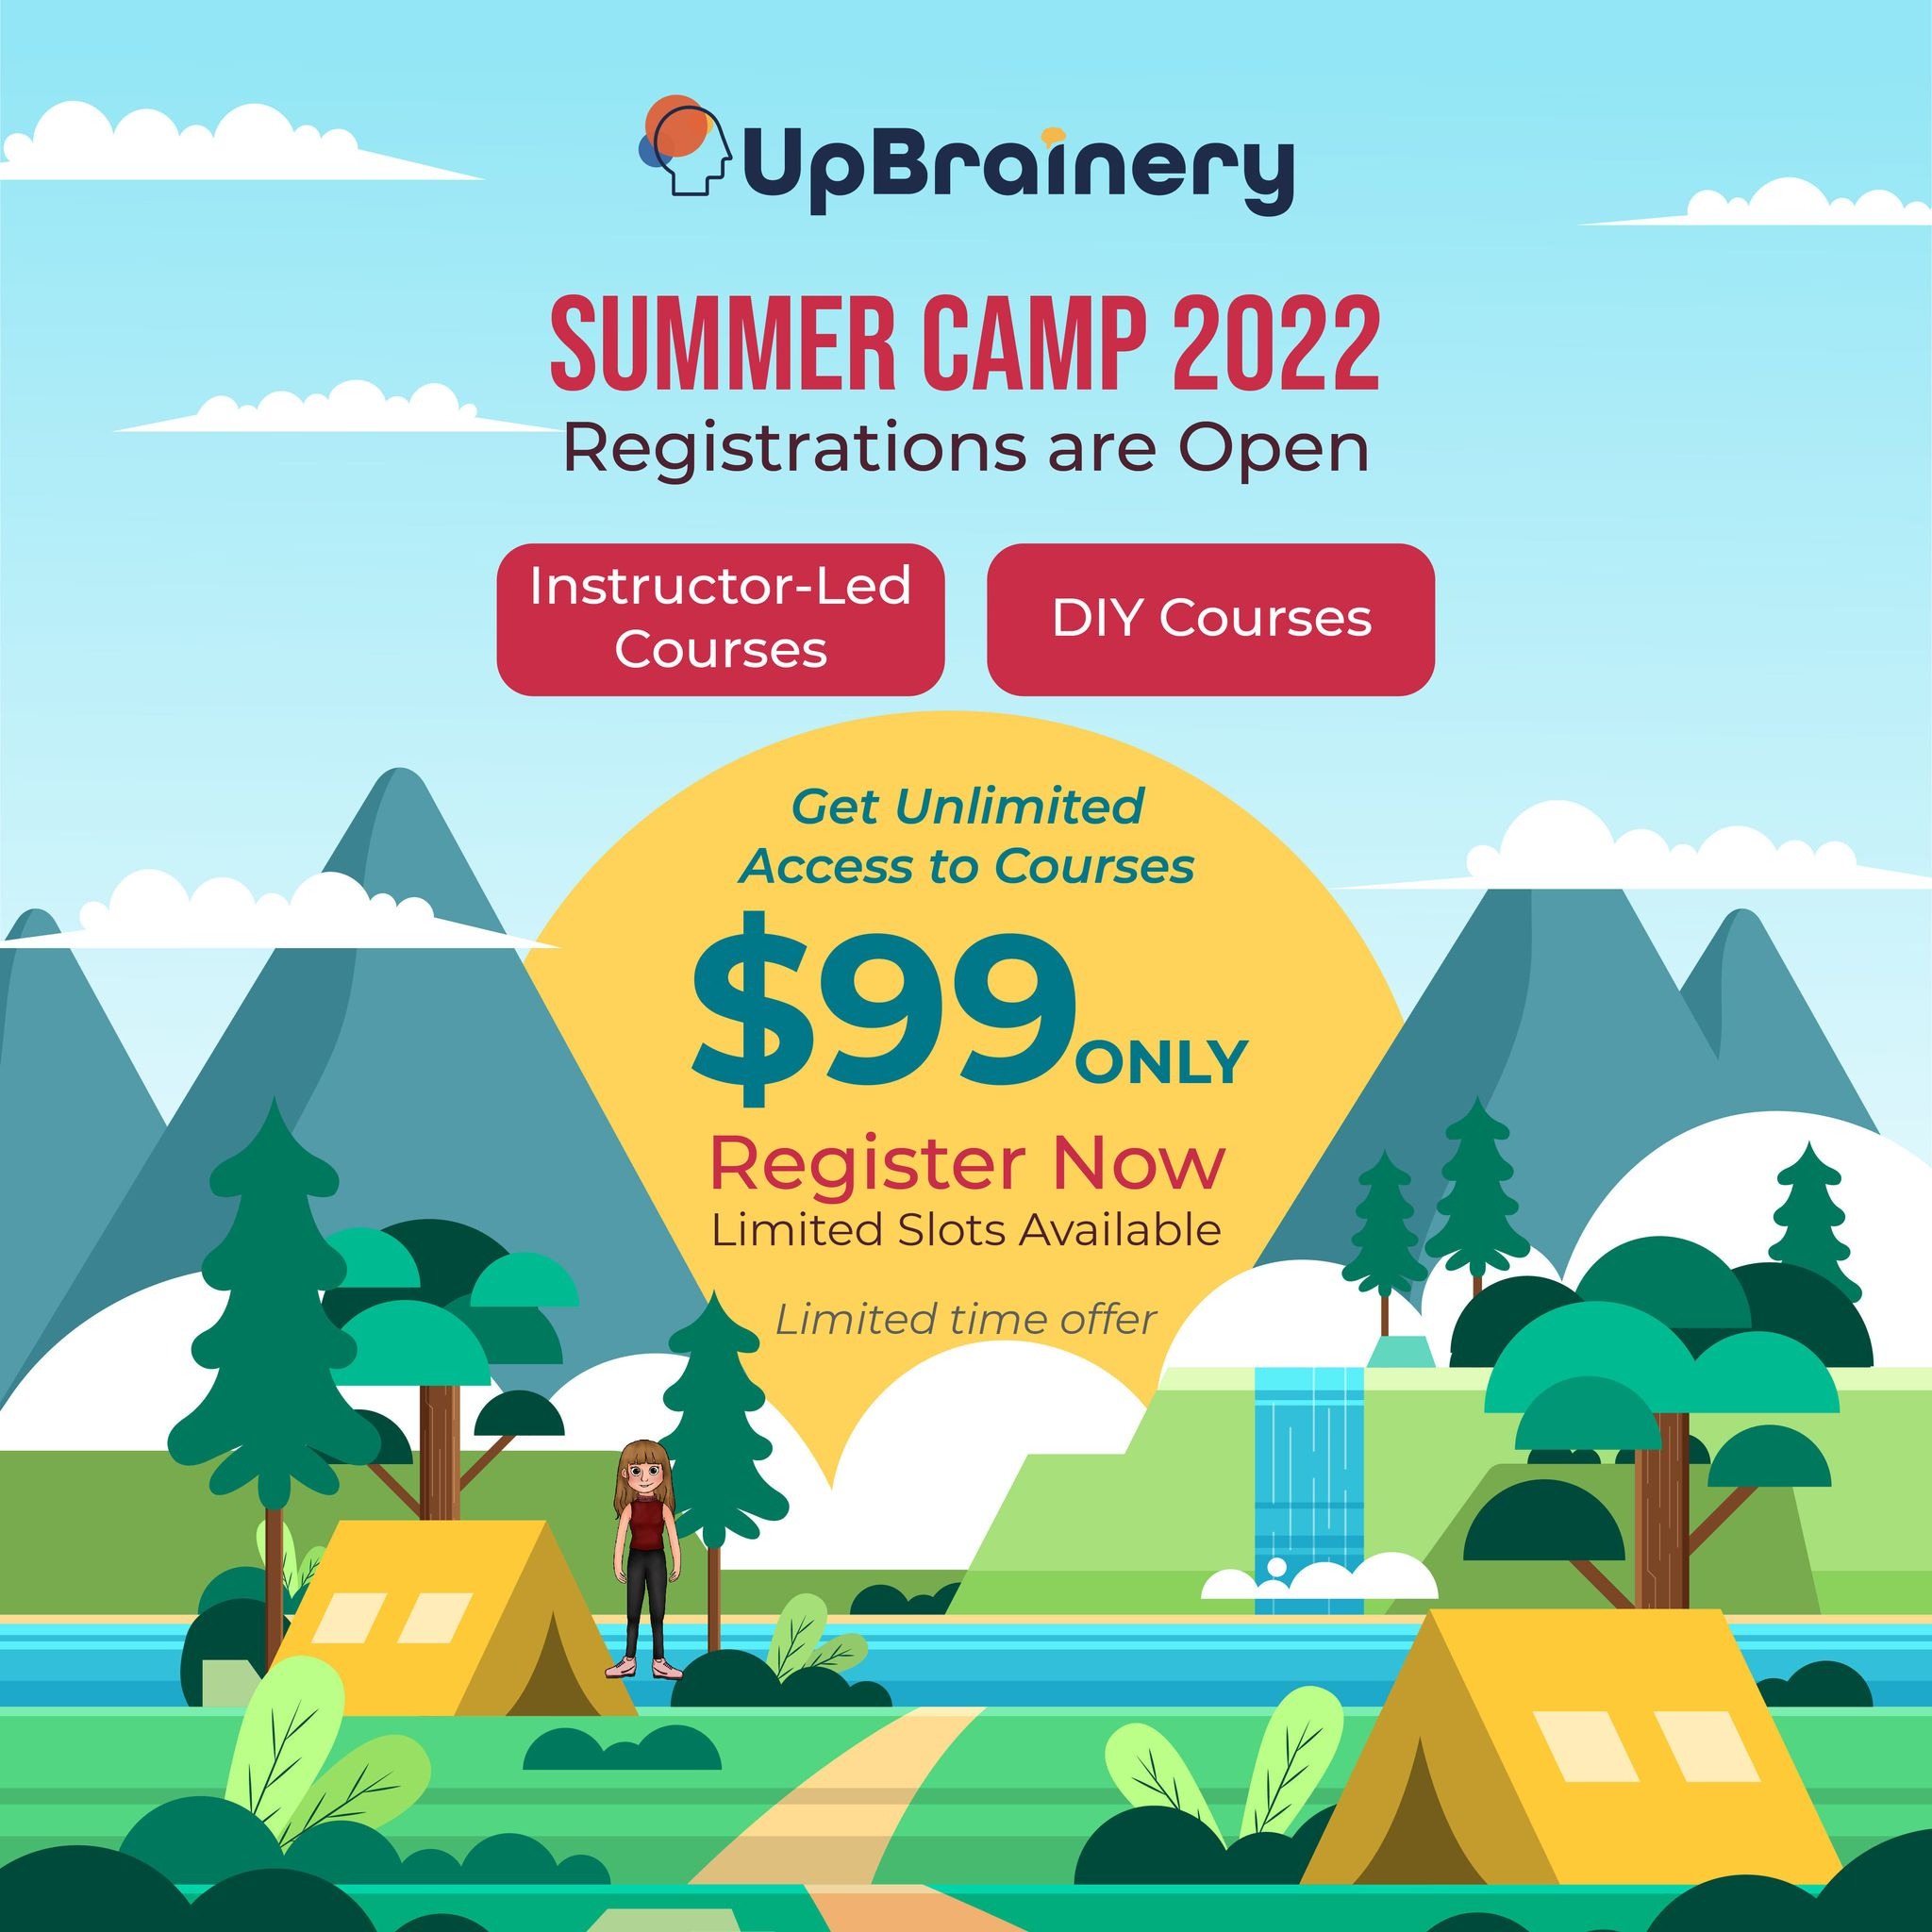 UpBrainery
SUMMER CAMP 2022
Registrations are Open
Instructor-Led
Courses
DIY Courses
Get Unlimited
Access to Courses
$99 ONLY
Register Now
Limited Slots Available
Limited time offer